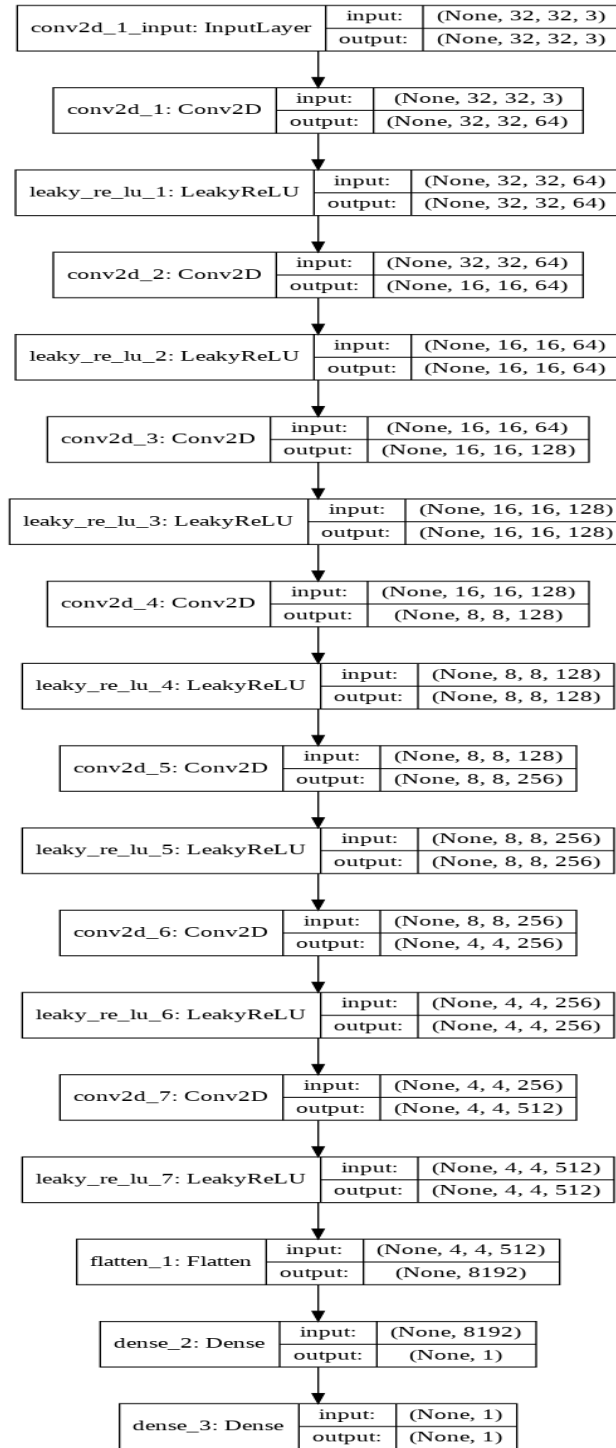 conv2d_1_input: InputLayer
input: (None, 32, 32, 3)
output: (None, 32, 32, 3)
conv2d_1: Conv2D
input: (None, 32, 32, 3)
output: (None, 32, 32, 64)
leaky_re_lu_1: LeakyReLU
input: (None, 32, 32, 64)
output: (None, 32, 32, 64)
conv2d_2: Conv2D
input: (None, 32, 32, 64)
output: (None, 16, 16, 64)
leaky_re_lu_2: LeakyReLU
input: (None, 16, 16, 64)
output: (None, 16, 16, 64)
conv2d_3: Conv2D
input: (None, 16, 16, 64)
output: (None, 16, 16, 128)
leaky_re_lu_3: LeakyReLU
input: (None, 16, 16, 128)
output: (None, 16, 16, 128)
conv2d_4: Conv2D
input: (None, 16, 16, 128)
output: (None, 8, 8, 128)
leaky_re_lu_4: LeakyReLU
input: (None, 8, 8, 128)
output: (None, 8, 8, 128)
conv2d_5: Conv2D
input: (None, 8, 8, 128)
output: (None, 8, 8, 256)
leaky_re_lu_5: LeakyReLU
input: (None, 8, 8, 256)
output: (None, 8, 8, 256)
conv2d_6: Conv2D
input: (None, 8, 8, 256)
output: (None, 4, 4, 256)
leaky_re_lu_6: LeakyReLU
input: (None, 4, 4, 256)
output: (None, 4, 4, 256)
conv2d_7: Conv2D
input: (None, 4, 4, 256)
output: (None, 4, 4, 512)
leaky_re_lu_7: LeakyReLU
input: (None, 4, 4, 512)
output: (None, 4, 4, 512)
flatten_1: Flatten
input: (None, 4, 4, 512)
output: (None, 8192)
dense_2: Dense
input: (None, 8192)
output: (None, 1)
dense_3: Dense
input: (None, 1)
output: (None, 1)